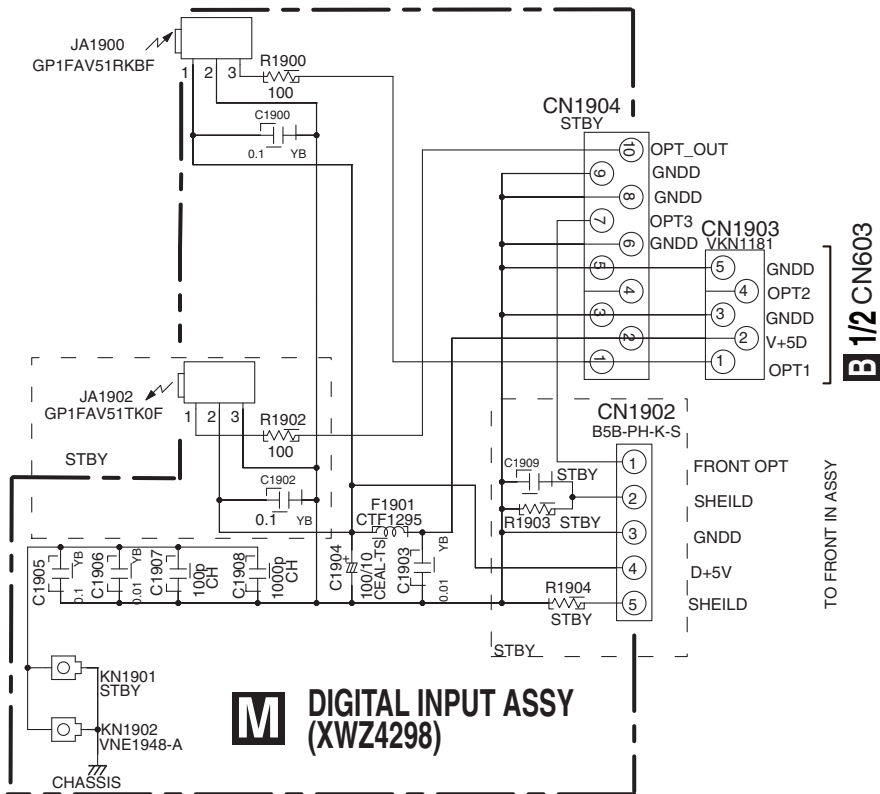 JA1900
GP1FAV51RKBF
1 2 3
R1900
100
C1900
0.1 YB
CN1904
STBY
10 OPT_OUT
9 GNDD
8 GNDD
7 OPT3
6 GNDD
5
4
3
2
1
CN1903
VKN1181
5 GNDD
4 OPT2
3 GNDD
2 V+5D
1 OPT1
B 1/2 CN603
JA1902
GP1FAV51TK0F
1 2 3
R1902
100
STBY
C1902
0.1 YB
F1901
CTF1295
C1905
0.1 YB
C1906
0.01 YB
C1907
100p
CH
C1908
1000p
CH
C1904
+
100/10
CEAL-TS
C1903
0.01
YB
CN1902
B5B-PH-K-S
C1909
STBY
R1903 STBY
R1904
STBY
1 FRONT OPT
2 SHEILD
3 GNDD
4 D+5V
5 SHEILD
STBY
TO FRONT IN ASSY
KN1901
STBY
KN1902
VNE1948-A
CHASSIS
M DIGITAL INPUT ASSY
(XWZ4298)